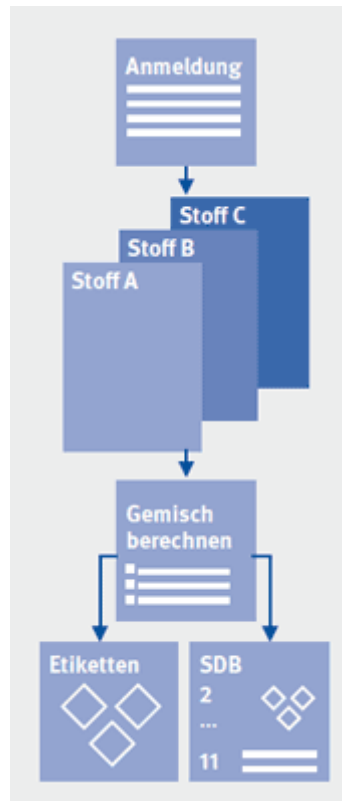 Anmeldung
Stoff C
Stoff B
Stoff A
Gemisch
berechnen
Etiketten
SDB
2
...
11